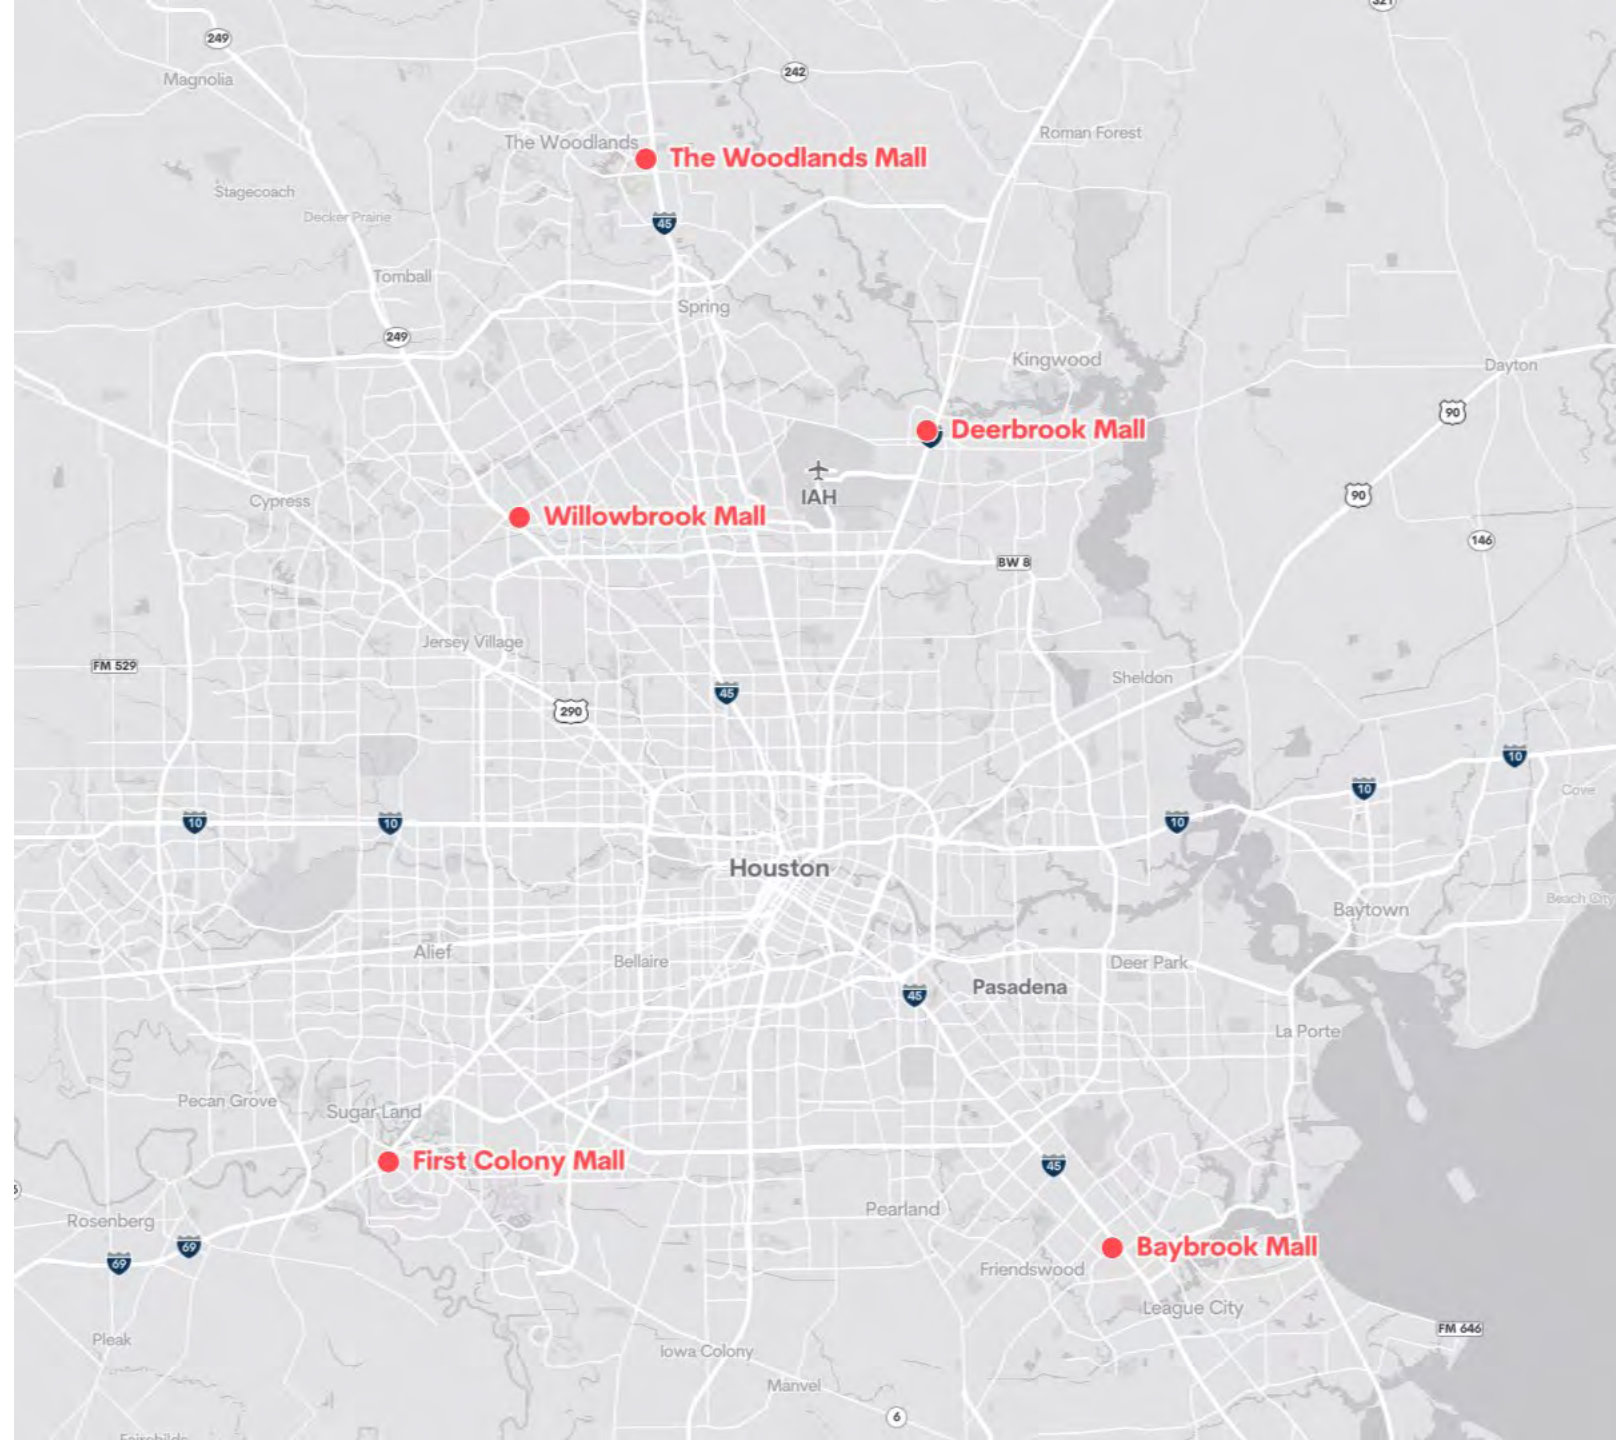 321
249
242
Magnolia
Roman Forest
The Woodlands
The Woodlands Mall
Stagecoach
Decker Prairie
45
Tomball
Spring
249
Kingwood
Dayton
90
Deerbrook Mall
IAH
90
Cypress
Willowbrook Mall
146
BW 8
Jersey Village
FM 529
Sheldon
45
290
10
10
Cove
10
10
10
Houston
Beach City
Baytown
Alief
Bellaire
Deer Park
Pasadena
45
La Porte
Pecan Grove
Sugar Land
First Colony Mall
45
Rosenberg
Pearland
69
69
Baybrook Mall
Friendswood
League City
FM 646
Pleak
Iowa Colony
Manvel
6
Fairchilds